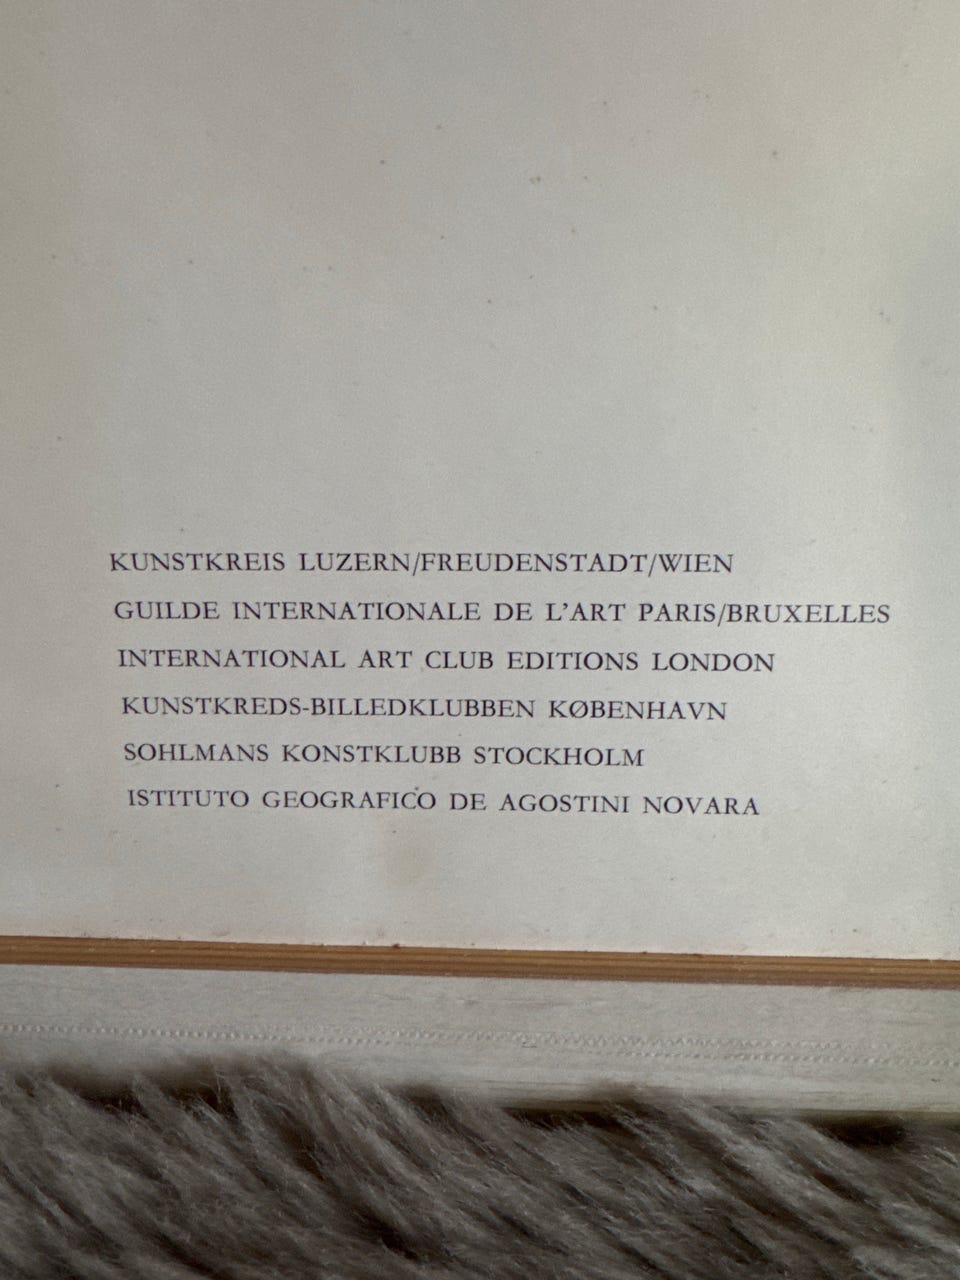 KUNSTKREIS LUZERN/FREUDENSTADT/WIEN
GUILDE INTERNATIONALE DE L'ART PARIS/BRUXELLES
INTERNATIONAL ART CLUB EDITIONS LONDON
KUNSTKREDS-BILLEDKLUBBEN KØBENHAVN
SOHLMANS KONSTKLUBB STOCKHOLM
ISTITUTO GEOGRAFICO DE AGOSTINI NOVARA